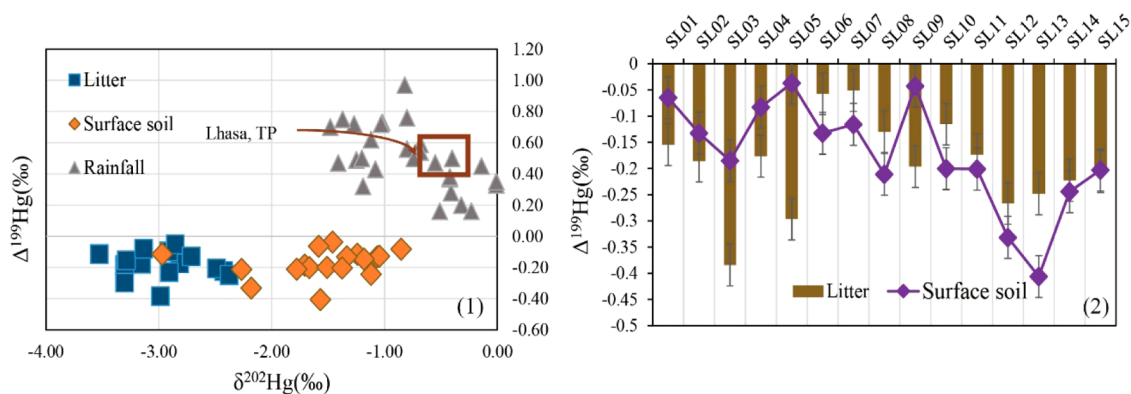 1.20
1.00
0.80
0.60
0.40
0.20
0.00
-0.20
-0.40
-0.60
Litter
Surface soil
Rainfall
Lhasa, TP
(1)
Δ¹⁹⁹Hg(‰)
-4.00 -3.00 -2.00 -1.00 0.00
δ²⁰²Hg(‰)
SL01 SL02 SL03 SL04 SL05 SL06 SL07 SL08 SL09 SL10 SL11 SL12 SL13 SL14 SL15
0
-0.05
-0.1
-0.15
-0.2
-0.25
-0.3
-0.35
-0.4
-0.45
-0.5
Δ¹⁹⁹Hg(‰)
Litter Surface soil
(2)